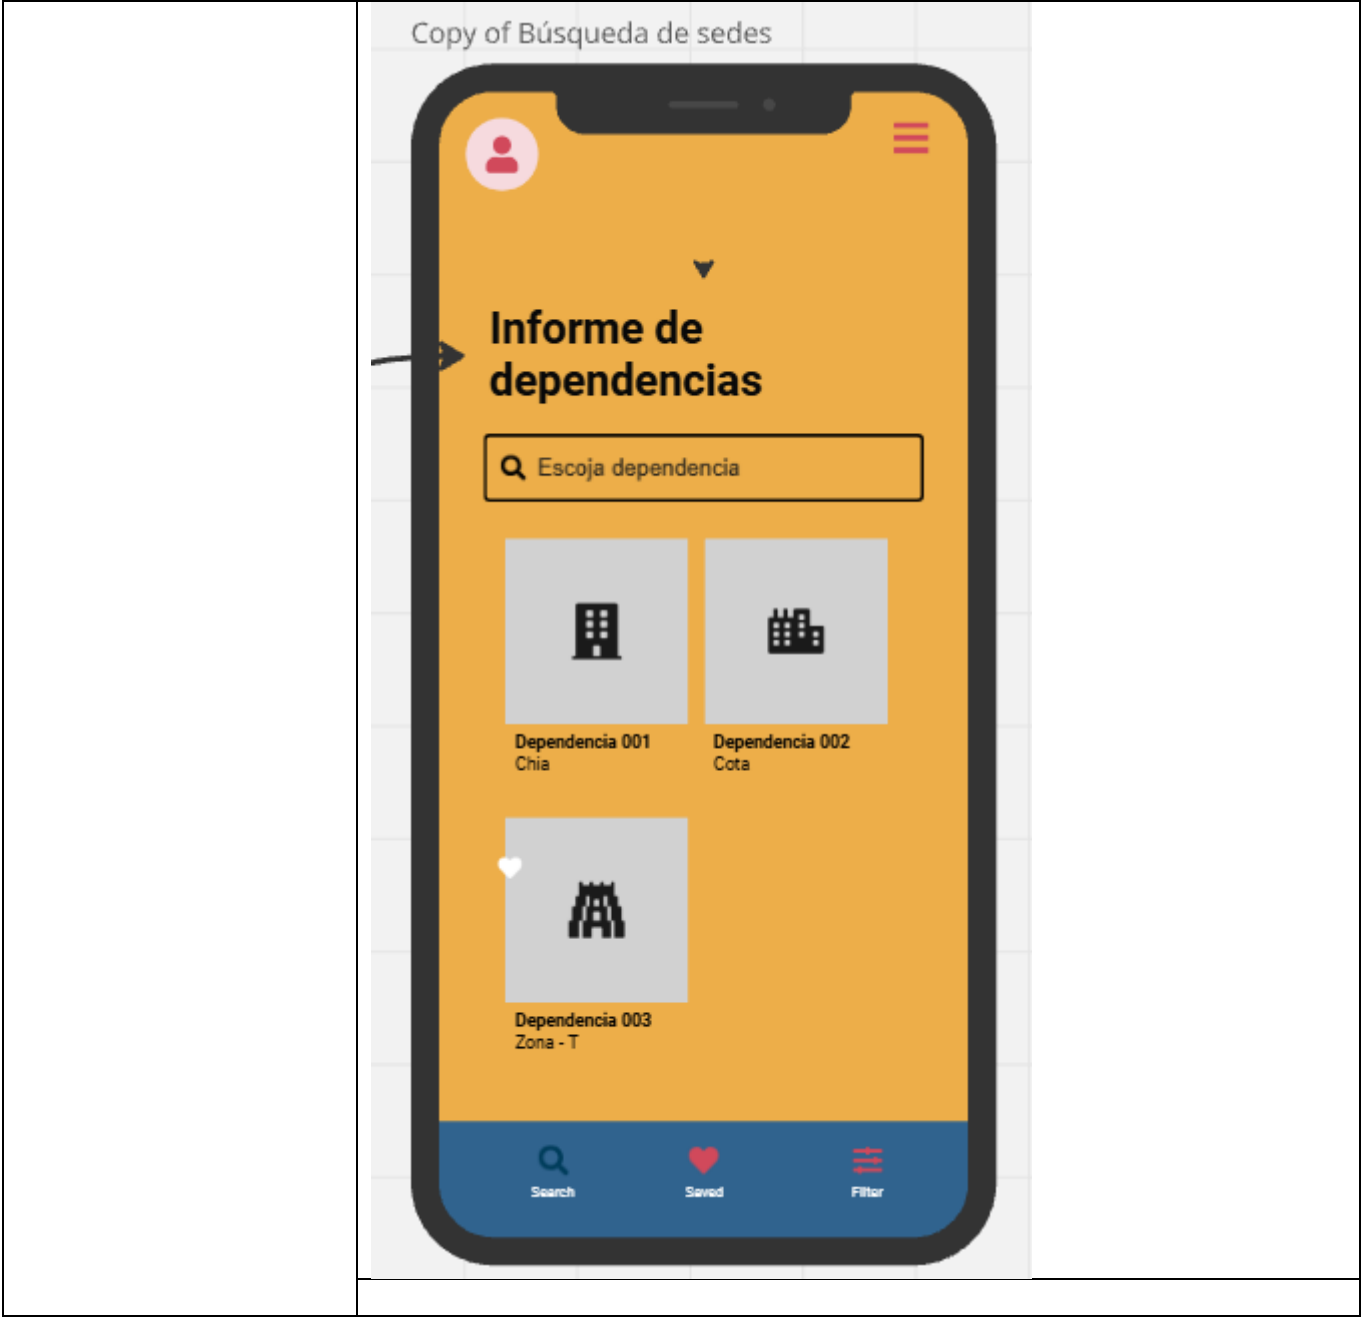 Copy of Búsqueda de sedes
Informe de
dependencias
Escoja dependencia
Dependencia 001
Chia
Dependencia 002
Cota
Dependencia 003
Zona - T
Search
Saved
Filter